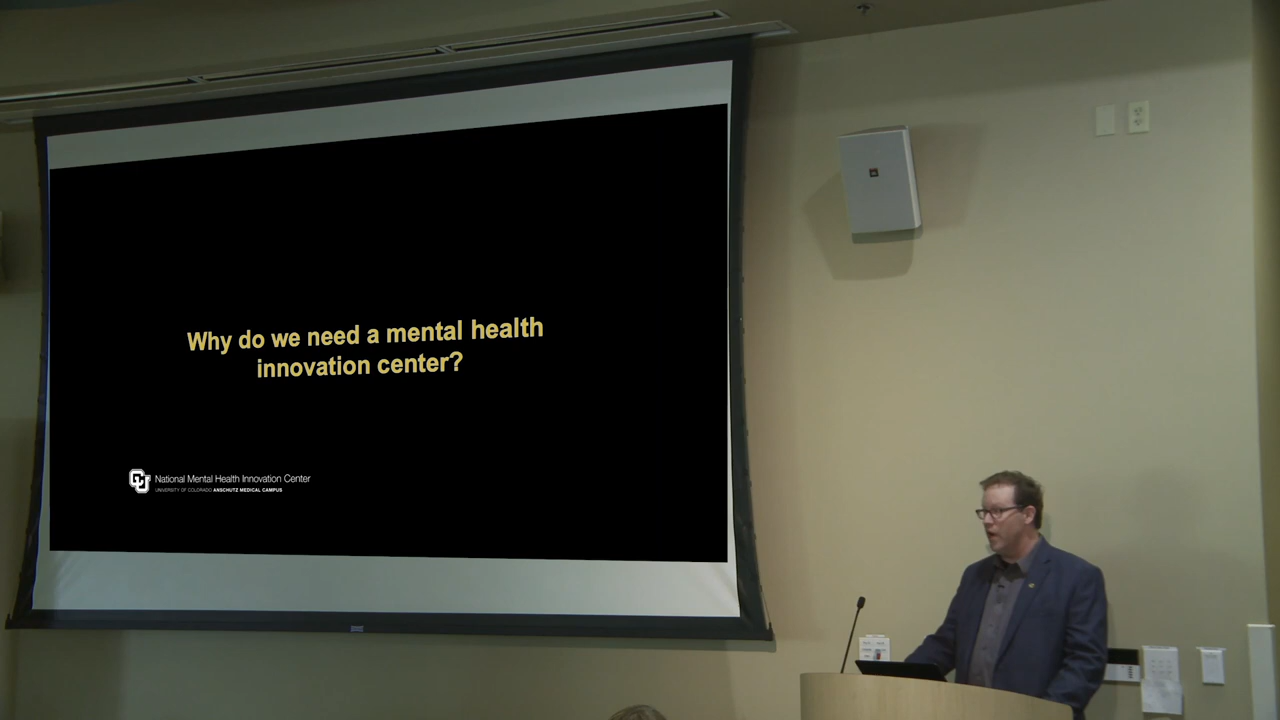 Why do we need a mental health
innovation center?
CU National Mental Health Innovation Center
UNIVERSITY OF COLORADO ANSCHUTZ MEDICAL CAMPUS